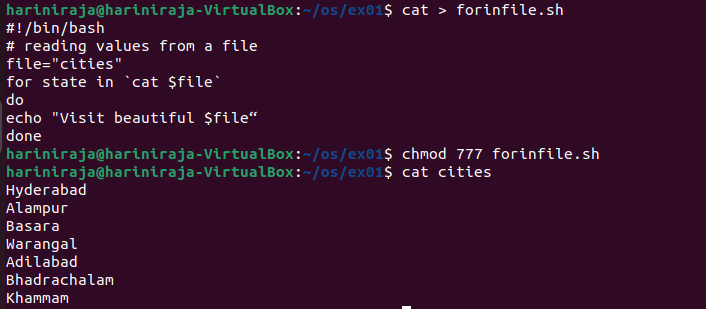 hariniraja@hariniraja-VirtualBox:~/os/ex01$ cat > forinfile.sh
#!/bin/bash
# reading values from a file
file="cities"
for state in `cat $file`
do
echo "Visit beautiful $file“
done
hariniraja@hariniraja-VirtualBox:~/os/ex01$ chmod 777 forinfile.sh
hariniraja@hariniraja-VirtualBox:~/os/ex01$ cat cities
Hyderabad
Alampur
Basara
Warangal
Adilabad
Bhadrachalam
Khammam